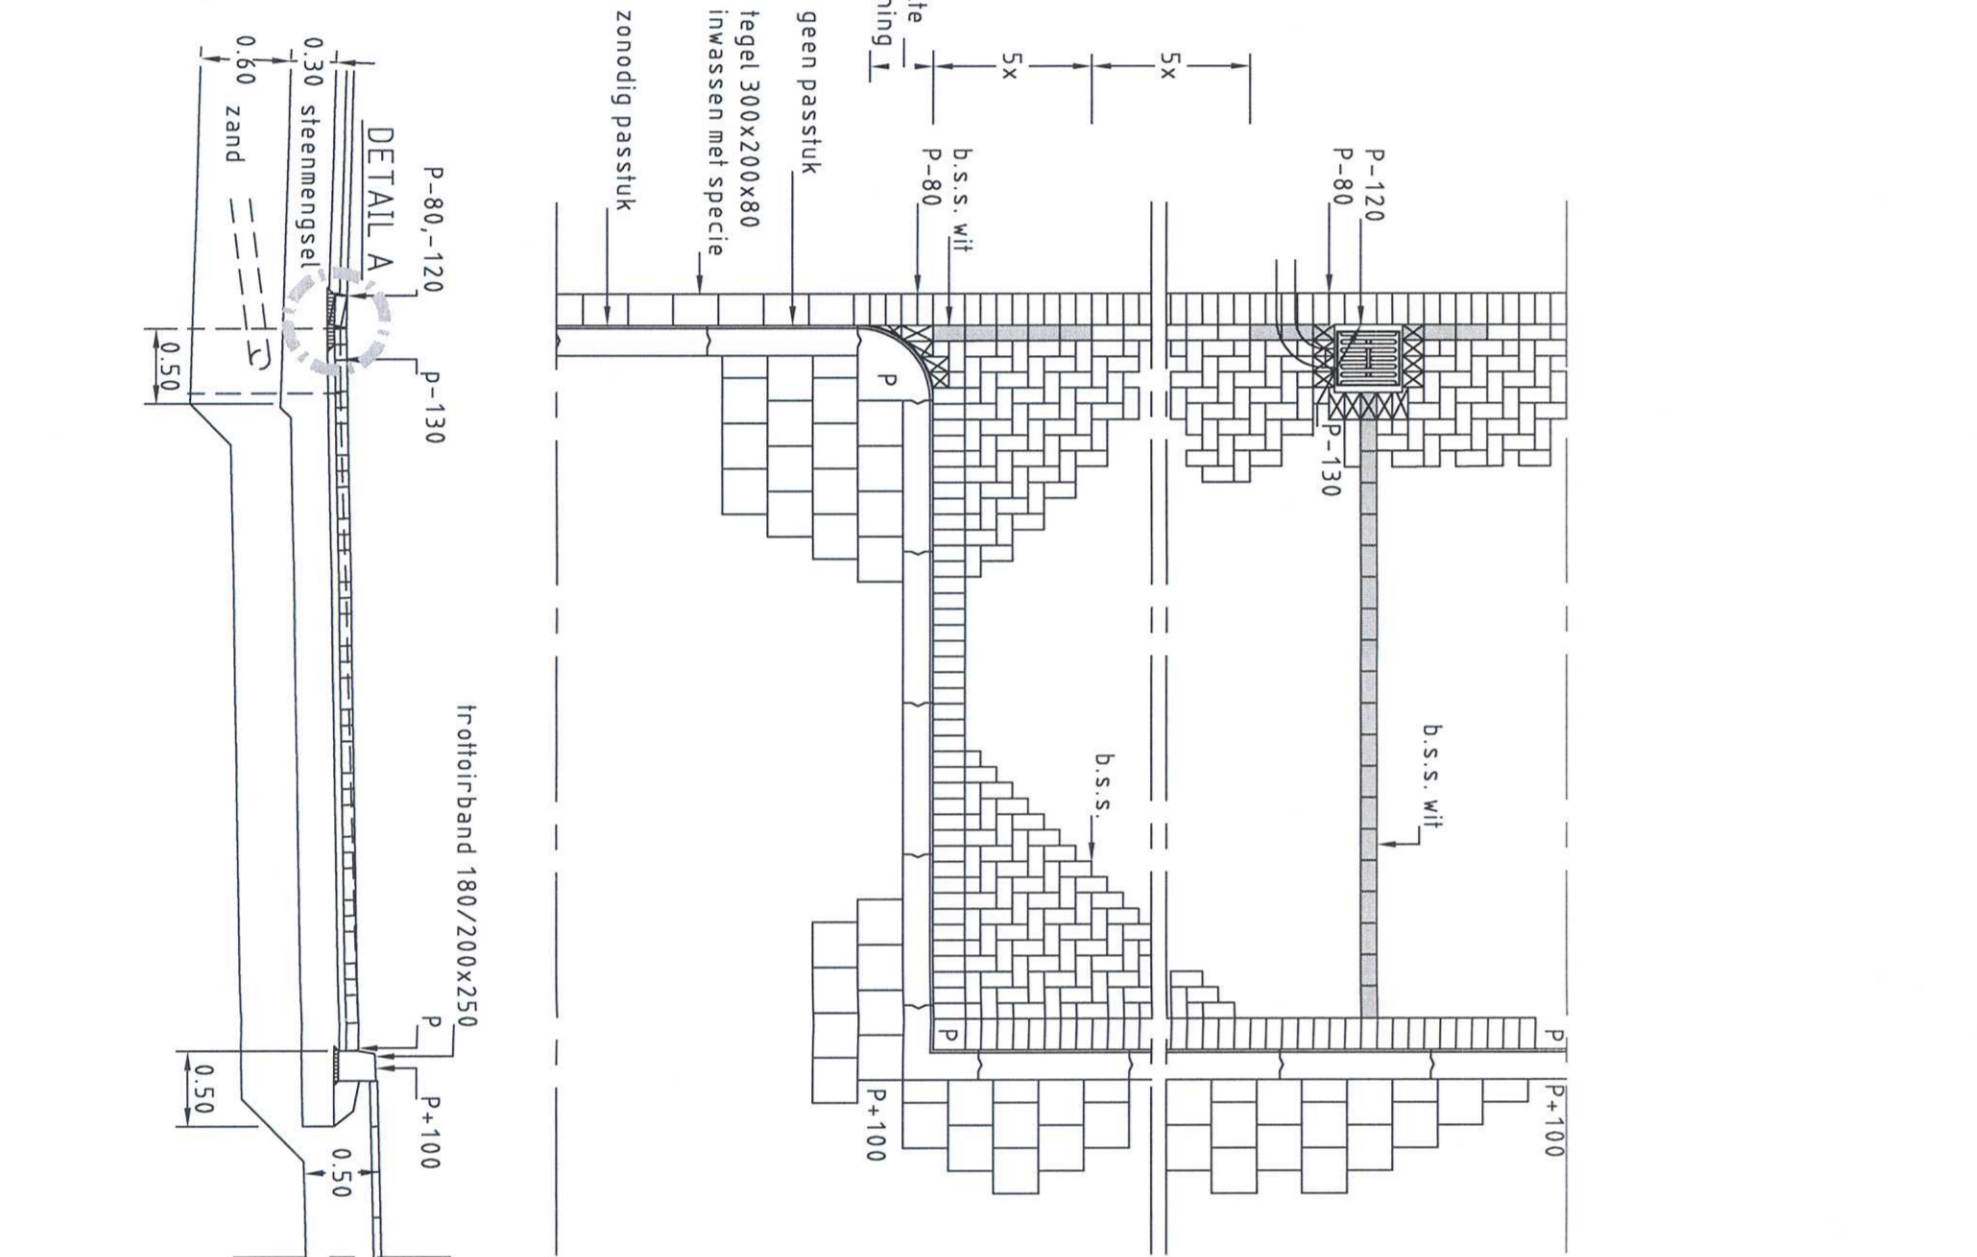 5x
5x
P-120
P-80
b.s.s. wit
P-80
geen passtuk
tegel 300x200x80
inwassen met specie
zonodig passtuk
P
P-130
b.s.s. wit
b.s.s.
P
P
P+100
P+100
P-80,-120
DETAIL A
0.30 steenmengsel
0.60 zand
P-130
0.50
trottoirband 180/200x250
P
P+100
0.50
0.50